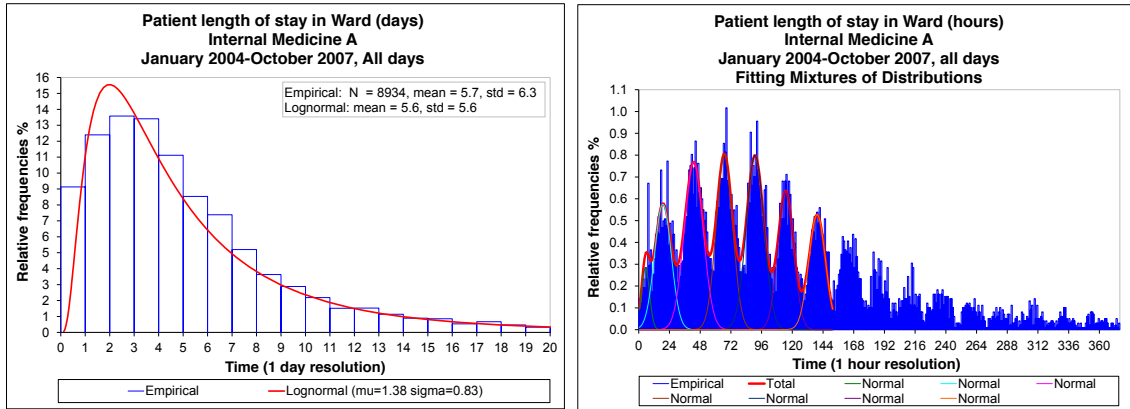 Patient length of stay in Ward (days)
Internal Medicine A
January 2004-October 2007, All days
Empirical: N = 8934, mean = 5.7, std = 6.3
Lognormal: mean = 5.6, std = 5.6
Relative frequencies %
16
15
14
13
12
11
10
9
8
7
6
5
4
3
2
1
0
0 1 2 3 4 5 6 7 8 9 10 11 12 13 14 15 16 17 18 19 20
Time (1 day resolution)
Empirical Lognormal (mu=1.38 sigma=0.83)
Patient length of stay in Ward (hours)
Internal Medicine A
January 2004-October 2007, all days
Fitting Mixtures of Distributions
Relative frequencies %
1.1
1.0
0.9
0.8
0.7
0.6
0.5
0.4
0.3
0.2
0.1
0.0
0 24 48 72 96 120 144 168 192 216 240 264 288 312 336 360
Time (1 hour resolution)
Empirical Total Normal Normal Normal
Normal Normal Normal Normal